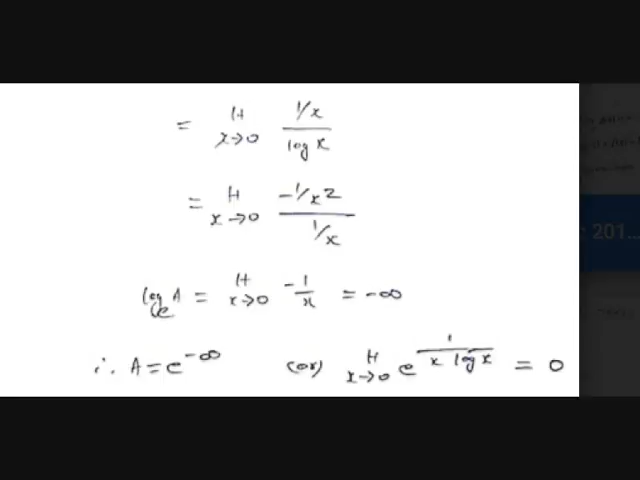 = lt x→0 1/x / log x
= lt x→0 -1/x2 / 1/x
log e A = lt x→0 -1/x = -∞
∴ A = e^-∞ (or) lt x→0 e^1/(x log x) = 0
201...